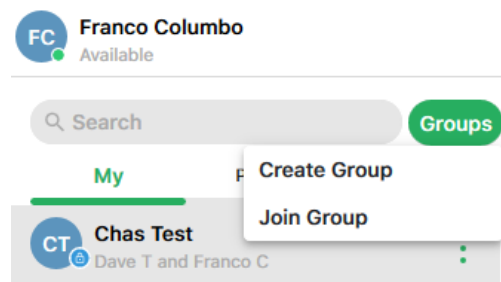 FC
Franco Columbo
Available
Search
Groups
My
Create Group
Join Group
CT
Chas Test
Dave T and Franco C